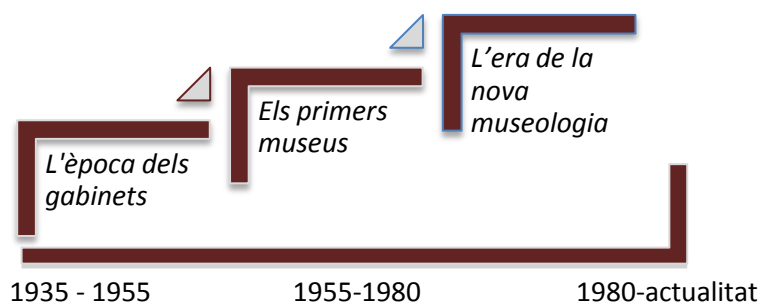 L'època dels
gabinets
Els primers
museus
L’era de la
nova
museologia
1935 - 1955
1955-1980
1980-actualitat